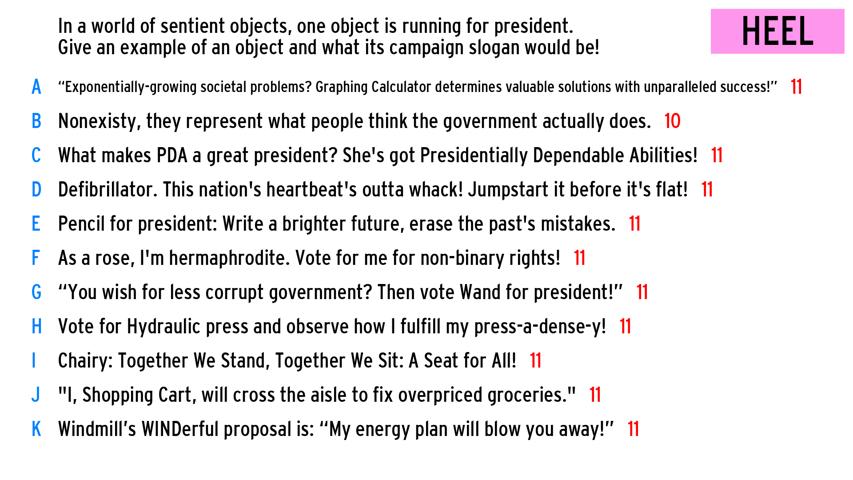 In a world of sentient objects, one object is running for president.
Give an example of an object and what its campaign slogan would be!
HEEL
A “Exponentially-growing societal problems? Graphing Calculator determines valuable solutions with unparalleled success!” 11
B Nonexisty, they represent what people think the government actually does. 10
C What makes PDA a great president? She's got Presidentially Dependable Abilities! 11
D Defibrillator. This nation's heartbeat's outta whack! Jumpstart it before it's flat! 11
E Pencil for president: Write a brighter future, erase the past's mistakes. 11
F As a rose, I'm hermaphrodite. Vote for me for non-binary rights! 11
G “You wish for less corrupt government? Then vote Wand for president!” 11
H Vote for Hydraulic press and observe how I fulfill my press-a-dense-y! 11
I Chairy: Together We Stand, Together We Sit: A Seat for All! 11
J "I, Shopping Cart, will cross the aisle to fix overpriced groceries." 11
K Windmill’s WINDerful proposal is: “My energy plan will blow you away!” 11